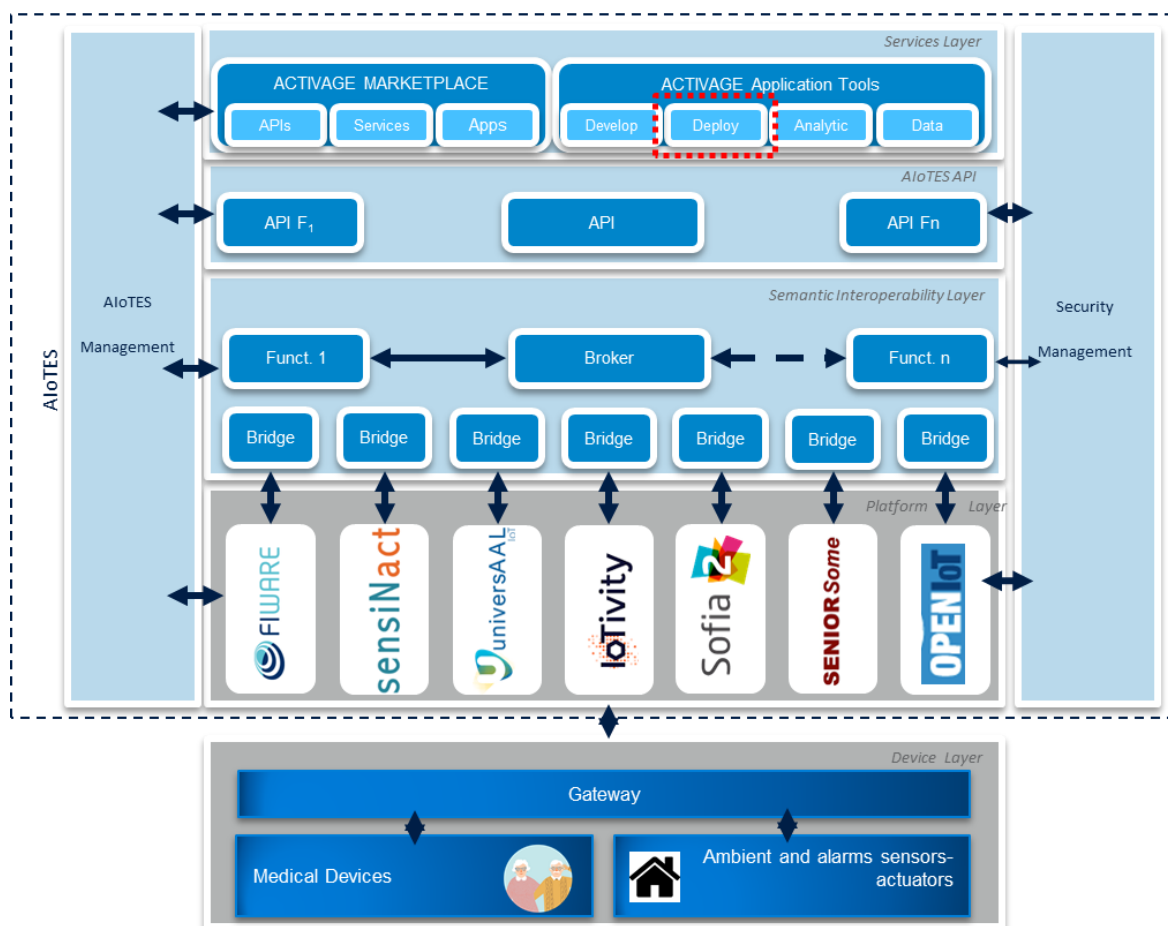 Services Layer
ACTIVAGE MARKETPLACE
ACTIVAGE Application Tools
APIs
Services
Apps
Develop
Deploy
Analytic
Data
AIoTES API
API F1
API
API Fn
Semantic Interoperability Layer
AIoTES
Management
Security
Management
AIoTES
Funct. 1
Broker
Funct. n
Bridge
Bridge
Bridge
Bridge
Bridge
Bridge
Bridge
Platform Layer
FIWARE
sensiNact
universAAL IoT
IoTivity
Sofia 2
SENIORSome
OPENIoT
Device Layer
Gateway
Medical Devices
Ambient and alarms sensors-
actuators